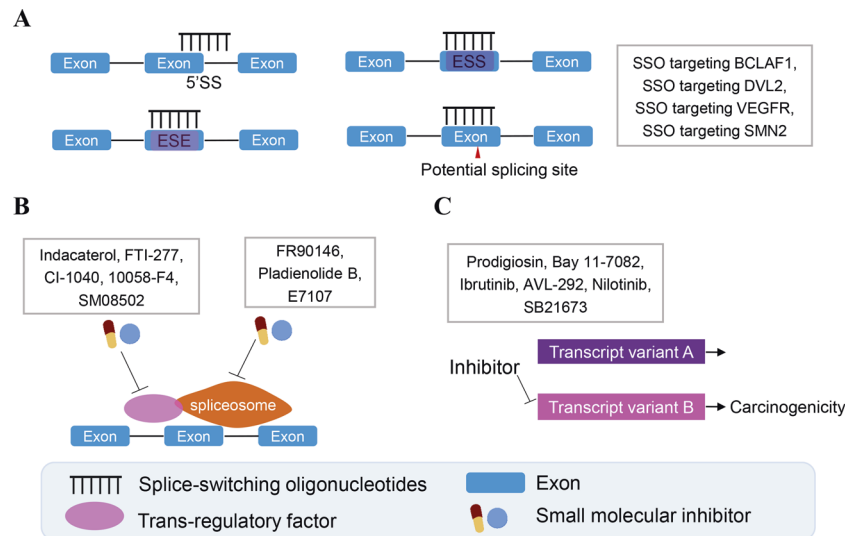 A
Exon Exon Exon
5'SS
Exon ESE Exon
Exon ESS Exon
Exon Exon Exon
Potential splicing site
SSO targeting BCLAF1,
SSO targeting DVL2,
SSO targeting VEGFR,
SSO targeting SMN2
B
Indacaterol, FTI-277,
CI-1040, 10058-F4,
SM08502
FR90146,
Pladienolide B,
E7107
spliceosome
Exon Exon Exon
C
Prodigiosin, Bay 11-7082,
Ibrutinib, AVL-292, Nilotinib,
SB21673
Inhibitor
Transcript variant A
Transcript variant B
Carcinogenicity
Splice-switching oligonucleotides
Exon
Trans-regulatory factor
Small molecular inhibitor